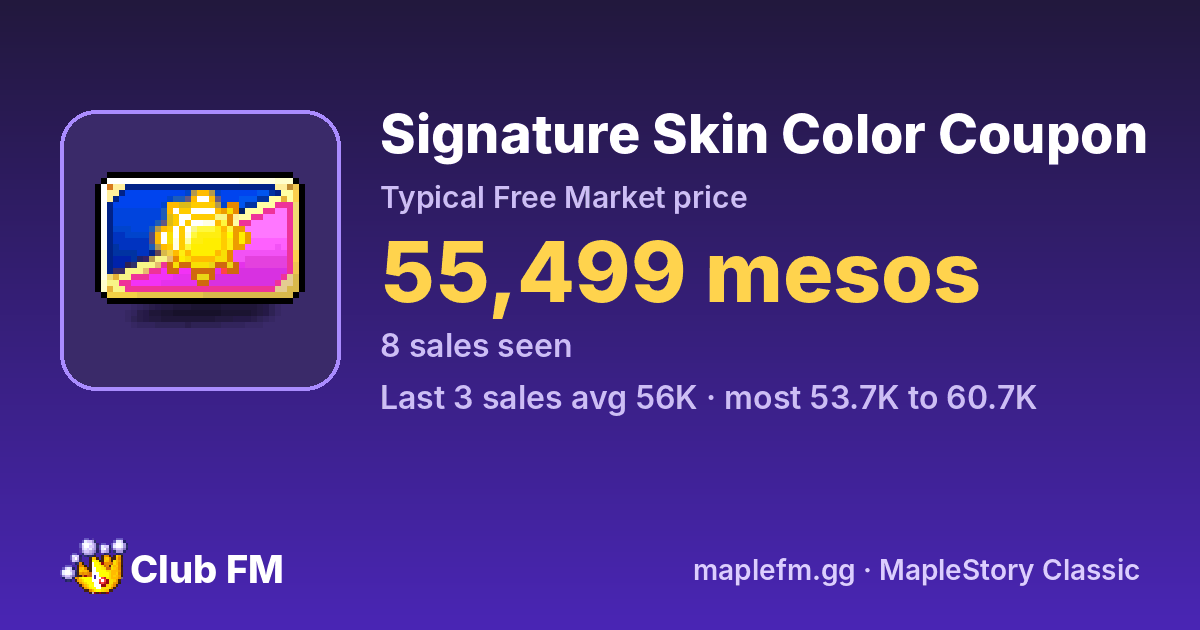 Signature Skin Color Coupon
Typical Free Market price
55,499 mesos
8 sales seen
Last 3 sales avg 56K · most 53.7K to 60.7K
Club FM
maplefm.gg · MapleStory Classic